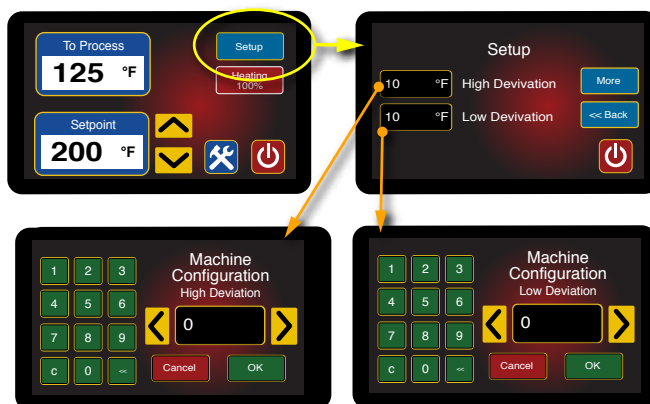 To Process
125 °F
Setup
Heating
100%
Setpoint
200 °F
Setup
10 °F High Devivation
More
10 °F Low Devivation
<< Back
Machine
Configuration
High Deviation
1 2 3
4 5 6
0
7 8 9
c 0 <<
Cancel
OK
Machine
Configuration
Low Deviation
1 2 3
4 5 6
0
7 8 9
c 0 <<
Cancel
OK